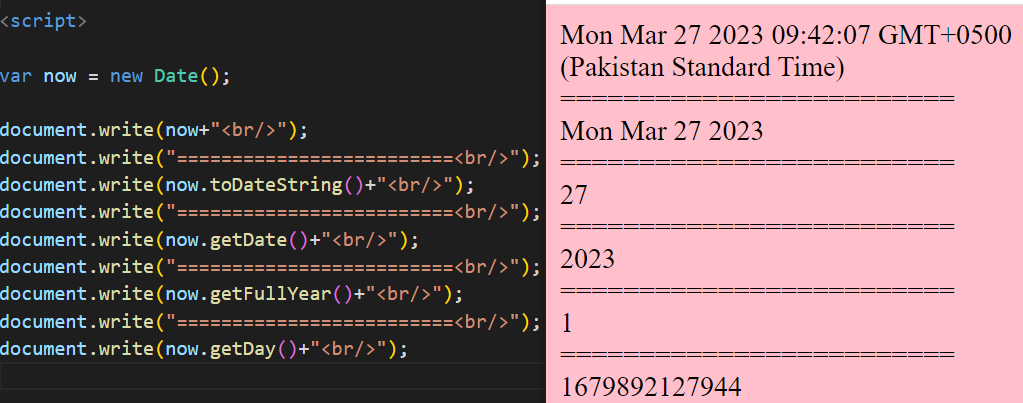 <script>
var now = new Date();
document.write(now+"<br/>");
document.write("=========================<br/>");
document.write(now.toDateString()+"<br/>");
document.write("=========================<br/>");
document.write(now.getDate()+"<br/>");
document.write("=========================<br/>");
document.write(now.getFullYear()+"<br/>");
document.write("=========================<br/>");
document.write(now.getDay()+"<br/>");
Mon Mar 27 2023 09:42:07 GMT+0500
(Pakistan Standard Time)
=========================
Mon Mar 27 2023
=========================
27
=========================
2023
=========================
1
=========================
1679892127944